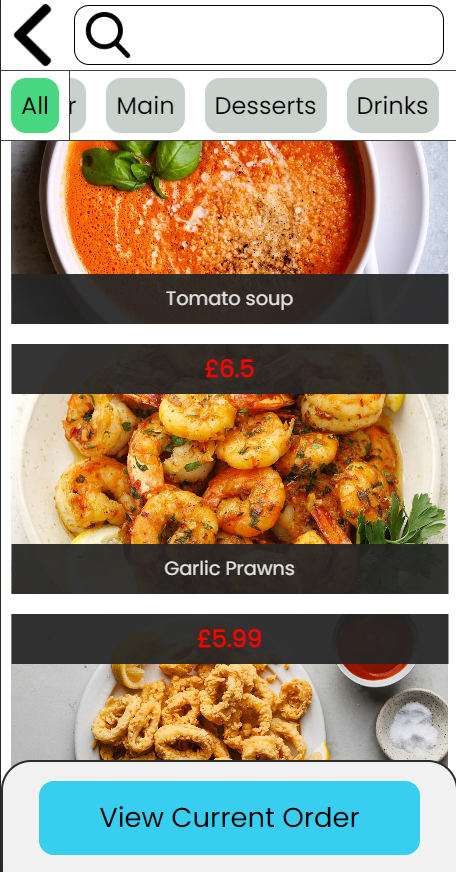 All
r
Main
Desserts
Drinks
Tomato soup
£6.5
Garlic Prawns
£5.99
View Current Order